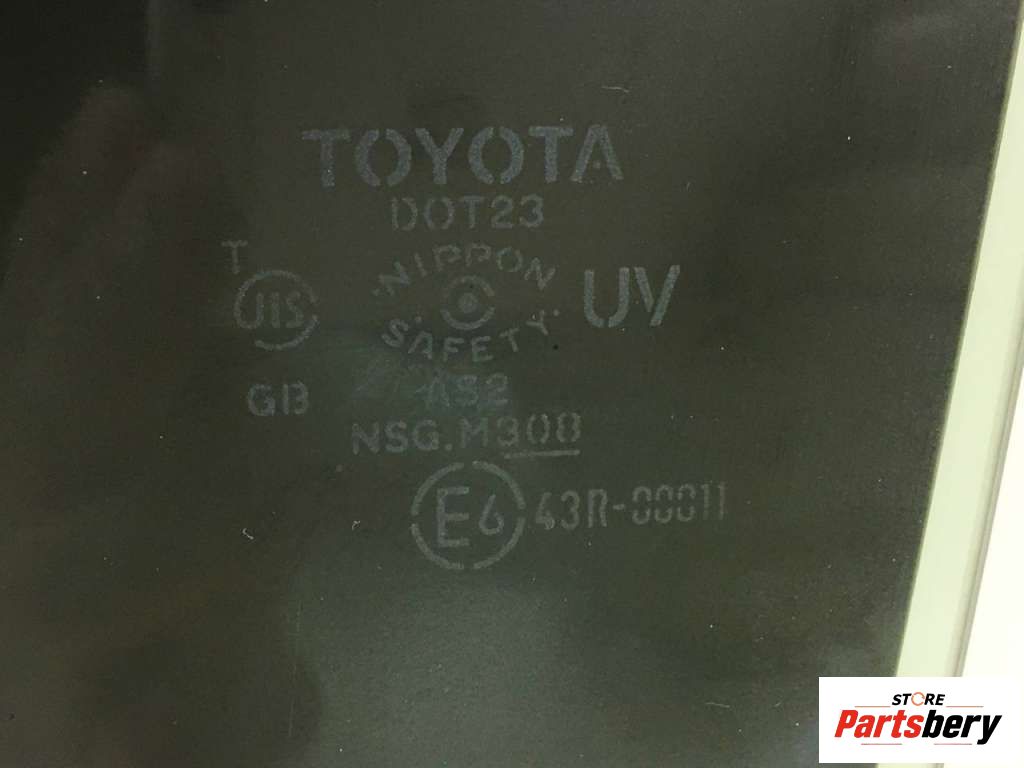 TOYOTA
DOT23
T
JIS
NIPPON
SAFETY
UV
GB
AS2
NSG.M308
E6 43R-00011
STORE
Partsbery